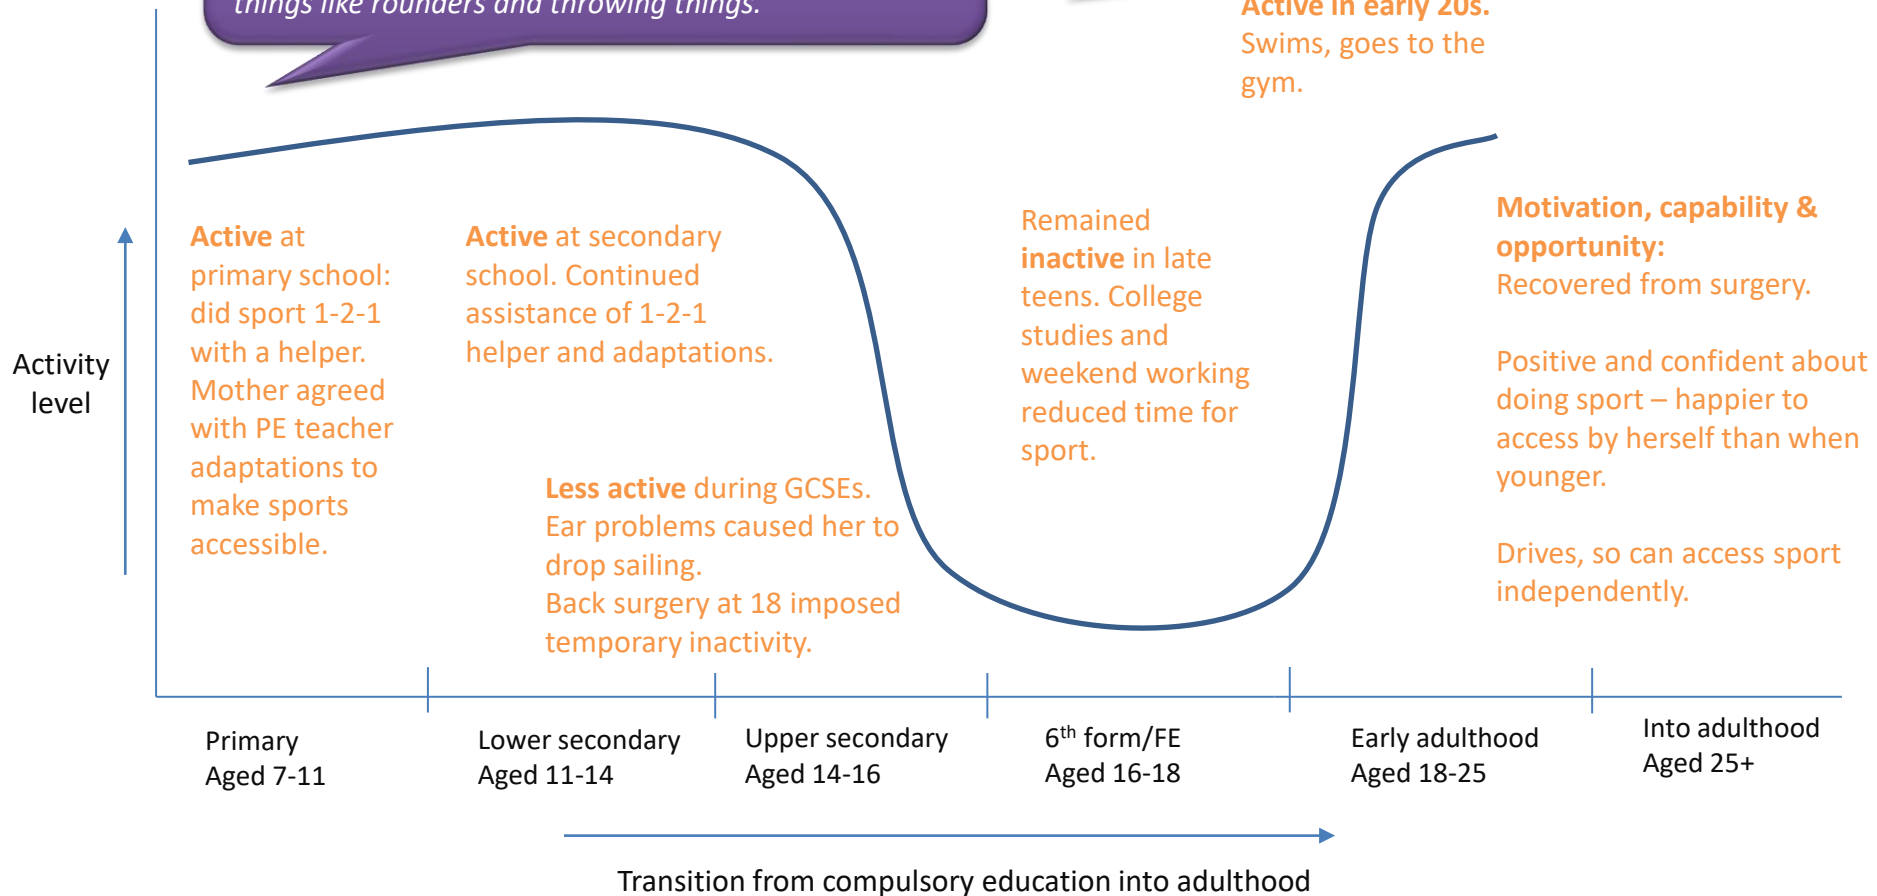 things like rounders and throwing things.
Active in early 20s.
Swims, goes to the
gym.
Active at
primary school:
did sport 1-2-1
with a helper.
Mother agreed
with PE teacher
adaptations to
make sports
accessible.
Active at secondary
school. Continued
assistance of 1-2-1
helper and adaptations.
Less active during GCSEs.
Ear problems caused her to
drop sailing.
Back surgery at 18 imposed
temporary inactivity.
Remained
inactive in late
teens. College
studies and
weekend working
reduced time for
sport.
Motivation, capability &
opportunity:
Recovered from surgery.
Positive and confident about
doing sport – happier to
access by herself than when
younger.
Drives, so can access sport
independently.
Activity
level
Primary
Aged 7-11
Lower secondary
Aged 11-14
Upper secondary
Aged 14-16
6th form/FE
Aged 16-18
Early adulthood
Aged 18-25
Into adulthood
Aged 25+
Transition from compulsory education into adulthood